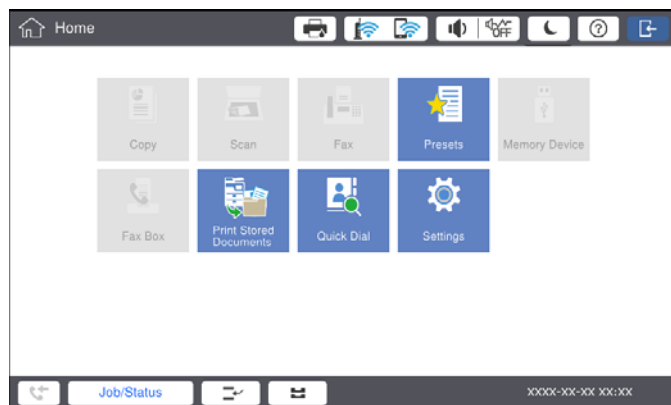 Home
OFF
?
Copy
Scan
Fax
Presets
Memory Device
Fax Box
Print Stored
Documents
Quick Dial
Settings
Job/Status
xxxx-xx-xx xx:xx